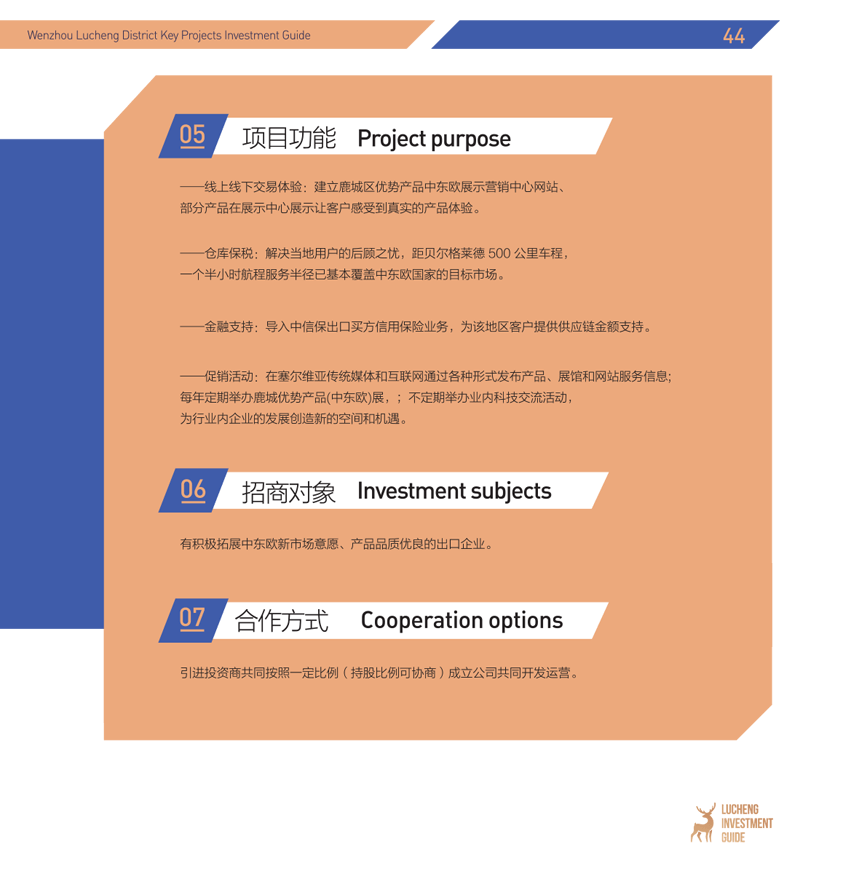 Wenzhou Lucheng District Key Projects Investment Guide
44
05 项目功能 Project purpose
——线上线下交易体验：建立鹿城区优势产品中东欧展示营销中心网站、
部分产品在展示中心展示让客户感受到真实的产品体验。
——仓库保税：解决当地用户的后顾之忧，距贝尔格莱德 500 公里车程，
一个半小时航程服务半径已基本覆盖中东欧国家的目标市场。
——金融支持：导入中信保出口买方信用保险业务，为该地区客户提供供应链金额支持。
——促销活动：在塞尔维亚传统媒体和互联网通过各种形式发布产品、展馆和网站服务信息;
每年定期举办鹿城优势产品(中东欧)展，；不定期举办业内科技交流活动，
为行业内企业的发展创造新的空间和机遇。
06 招商对象 Investment subjects
有积极拓展中东欧新市场意愿、产品品质优良的出口企业。
07 合作方式 Cooperation options
引进投资商共同按照一定比例（持股比例可协商）成立公司共同开发运营。
LUCHENG
INVESTMENT
GUIDE